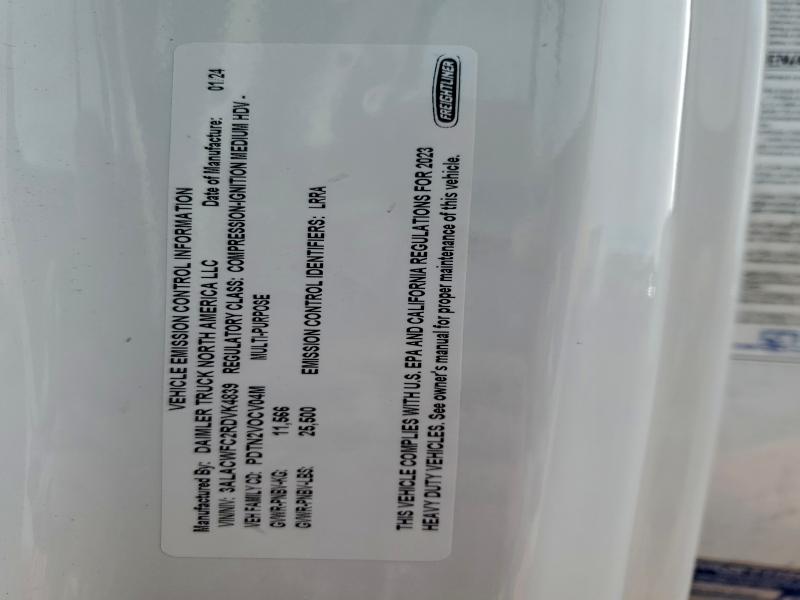 VEHICLE EMISSION CONTROL INFORMATION
Manufactured By: DAIMLER TRUCK NORTH AMERICA LLC Date of Manufacture: 01 24
VIN/NIV: 3ALACWFC2RDVK4839 REGULATORY CLASS: COMPRESSION-IGNITION MEDIUM HDV -
VEH FAMILY CD: PDTN2VOCV04M MULTI-PURPOSE
GVWR-PNBV-KG: 11,566
GVWR-PNBV-LBS: 25,500 EMISSION CONTROL IDENTIFIERS: LRRA
THIS VEHICLE COMPLIES WITH U.S. EPA AND CALIFORNIA REGULATIONS FOR 2023
HEAVY DUTY VEHICLES. See owner's manual for proper maintenance of this vehicle.
FREIGHTLINER